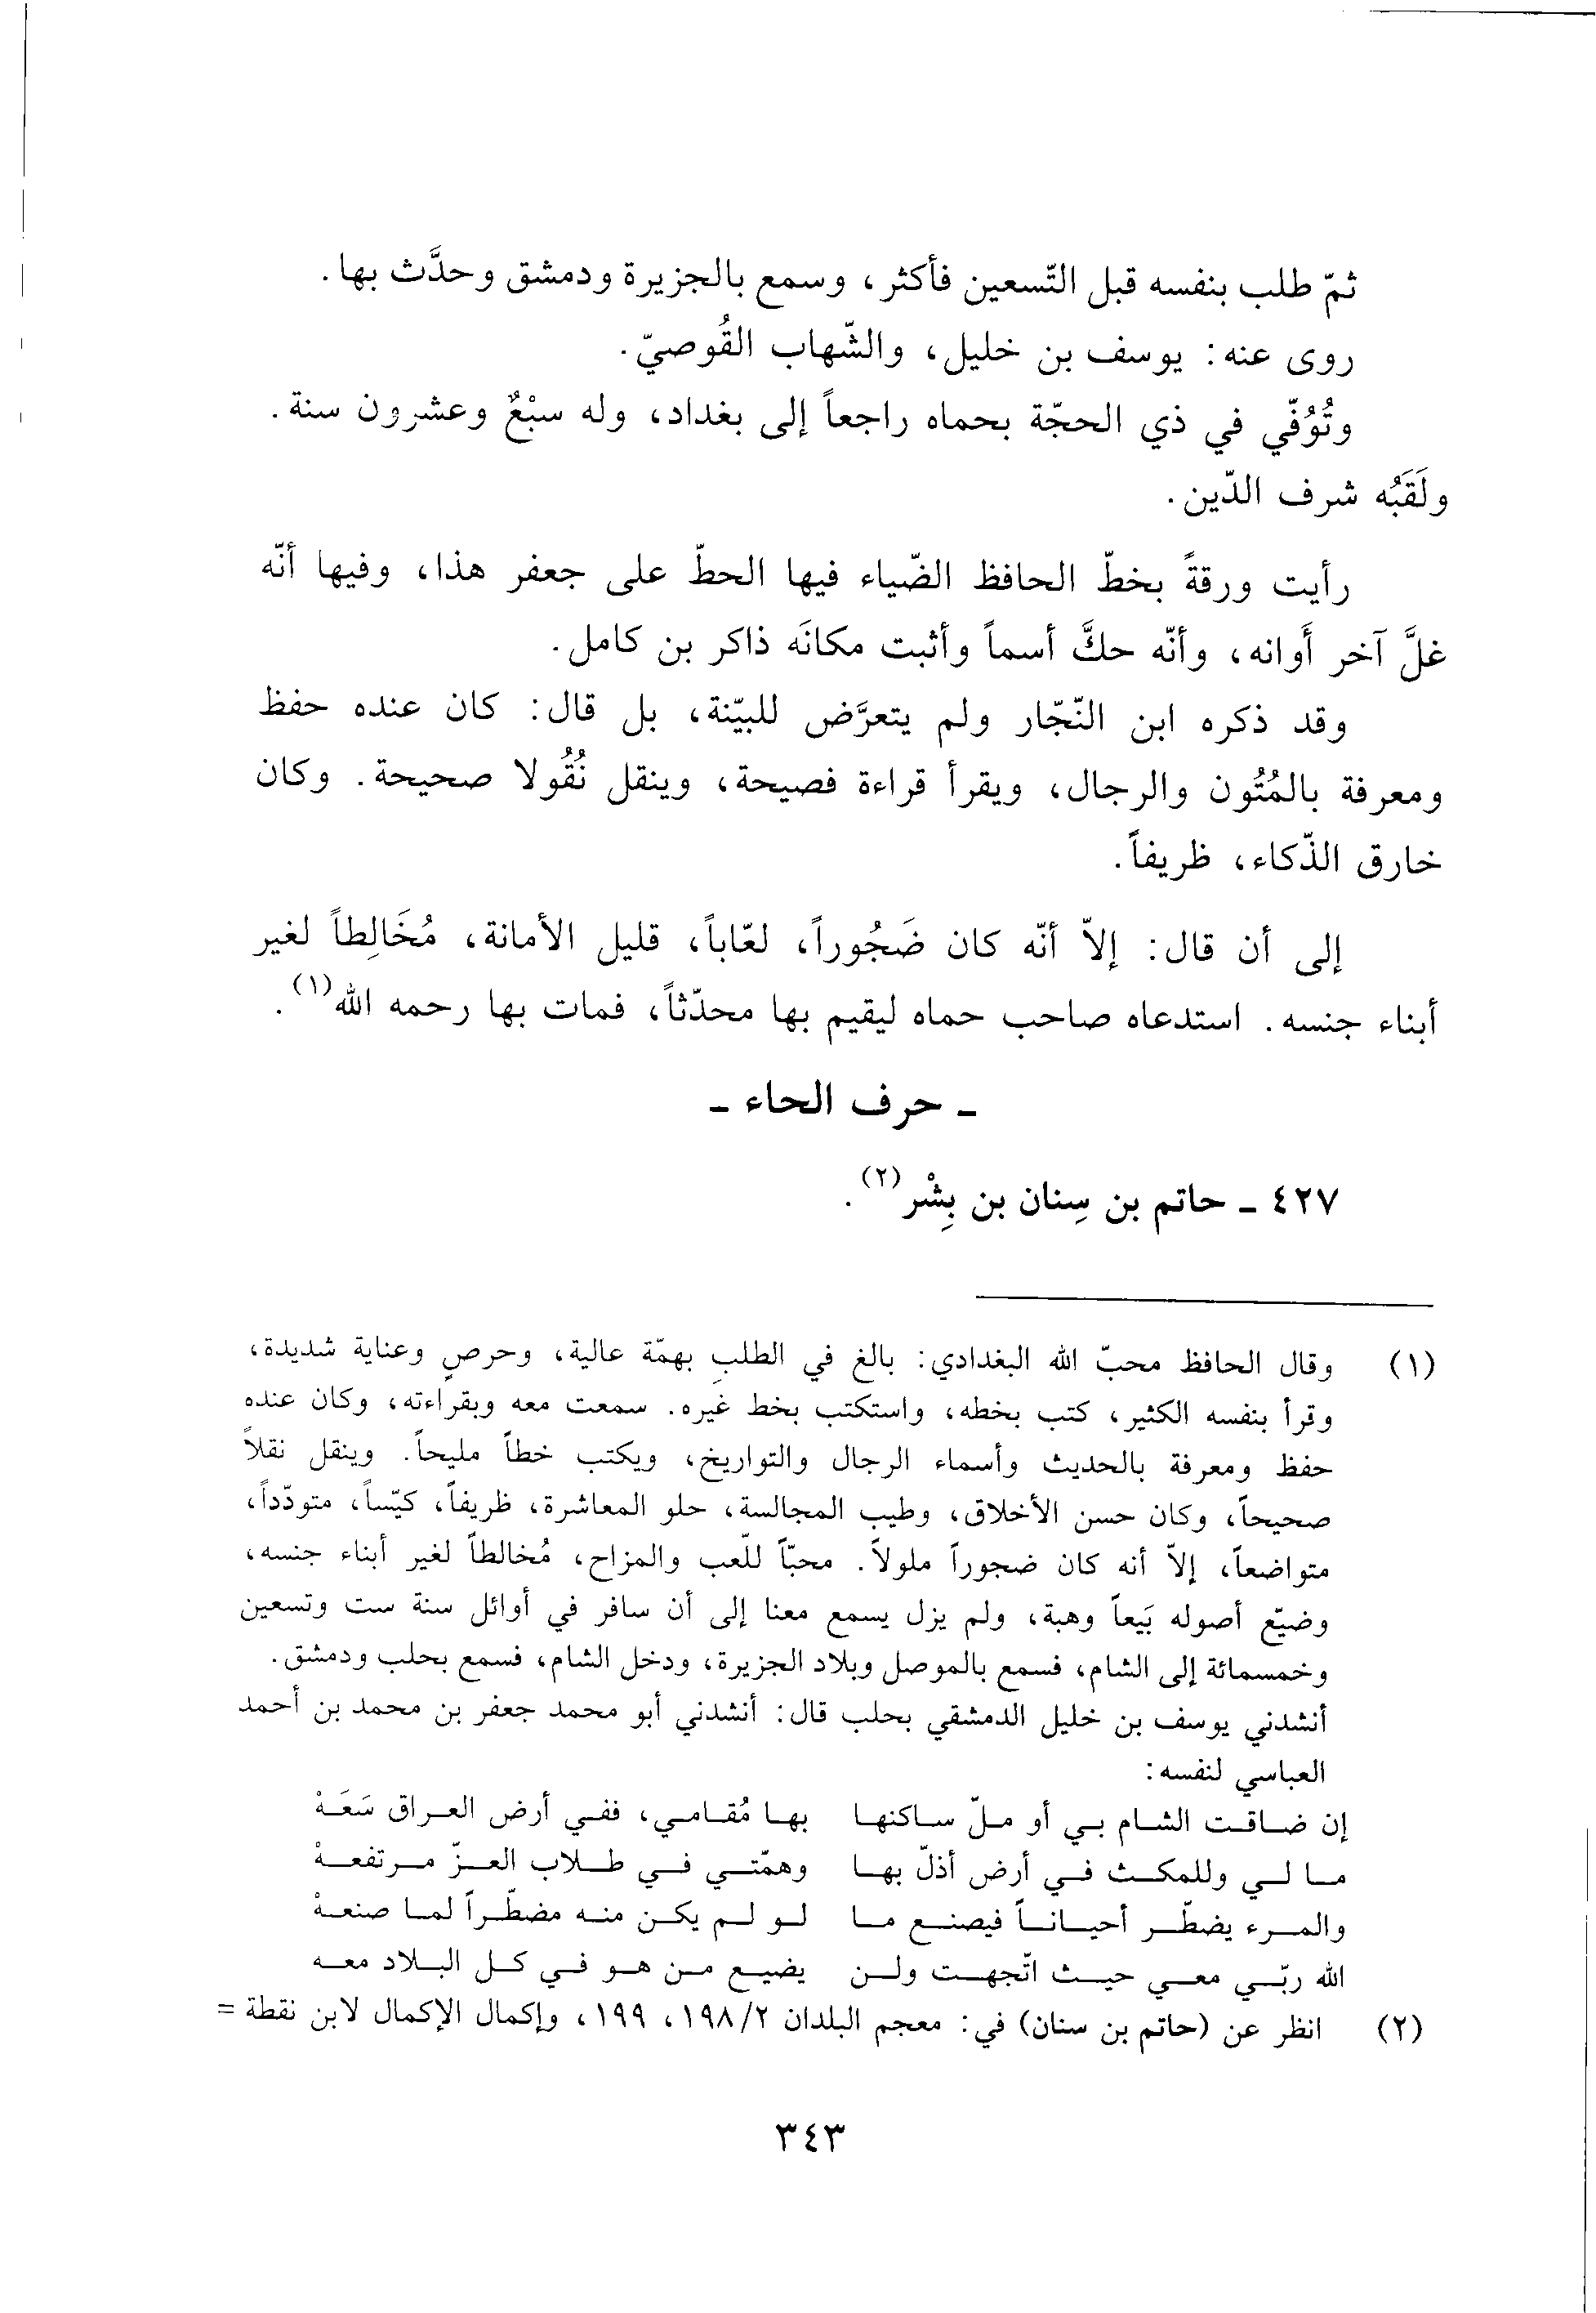 ثمّ طلب بنفسه قبل التّسعين فأكثر، وسمع بالجزيرة ودمشق وحدَّث بها.
روى عنه: يوسف بن خليل، والشّهاب القُوصيّ.
وتُوُفّي في ذي الحجّة بحماه راجعاً إلى بغداد، وله سبْعٌ وعشرون سنة.
ولَقَبُه شرف الدّين.
رأيت ورقةً بخطّ الحافظ الضّياء فيها الحطّ على جعفر هذا، وفيها أنّه
غلَّ آخر أَوانه، وأنّه حكَّ أسماً وأثبت مكانَه ذاكر بن كامل.
وقد ذكره ابن النّجّار ولم يتعرَّض للبيّنة، بل قال: كان عنده حفظ
ومعرفة بالمُتُون والرجال، ويقرأ قراءة فصيحة، وينقل نُقُولا صحيحة. وكان
خارق الذّكاء، ظريفاً.
إلى أن قال: إلاّ أنّه كان ضَجُوراً، لعّاباً، قليل الأمانة، مُخَالِطاً لغير
أبناء جنسه. استدعاه صاحب حماه ليقيم بها محدّثاً، فمات بها رحمه الله(١).
ـ حرف الحاء ـ
٤٢٧ ـ حاتم بن سِنان بن بِشْر(٢).
(١) وقال الحافظ محبّ الله البغدادي: بالغ في الطلبِ بهمّة عالية، وحرصٍ وعناية شديدة،
وقرأ بنفسه الكثير، كتب بخطه، واستكتب بخط غيره. سمعت معه وبقراءته، وكان عنده
حفظ ومعرفة بالحديث وأسماء الرجال والتواريخ، ويكتب خطاً مليحاً. وينقل نقلاً
صحيحاً، وكان حسن الأخلاق، وطيب المجالسة، حلو المعاشرة، ظريفاً، كيّساً، متودّداً،
متواضعاً، إلاّ أنه كان ضجوراً ملولاً. محبّاً للّعب والمزاح، مُخالطاً لغير أبناء جنسه،
وضيّع أصوله بَيعاً وهبة، ولم يزل يسمع معنا إلى أن سافر في أوائل سنة ست وتسعين
وخمسمائة إلى الشام، فسمع بالموصل وبلاد الجزيرة، ودخل الشام، فسمع بحلب ودمشق.
أنشدني يوسف بن خليل الدمشقي بحلب قال: أنشدني أبو محمد جعفر بن محمد بن أحمد
العباسي لنفسه:
إن ضاقت الشام بي أو ملّ ساكنها بها مُقامي، ففي أرض العراق سَعَهْ
ما لي وللمكث في أرض أذلّ بها وهمّتي في طلاب العزّ مرتفعهْ
والمرء يضطّر أحياناً فيصنع ما لو لم يكن منه مضطّراً لما صنعهْ
الله ربّي معي حيث اتّجهت ولن يضيع من هو في كل البلاد معه
(٢) انظر عن (حاتم بن سنان) في: معجم البلدان ١٩٨/٢، ١٩٩، وإكمال الإكمال لابن نقطة =
٣٤٣